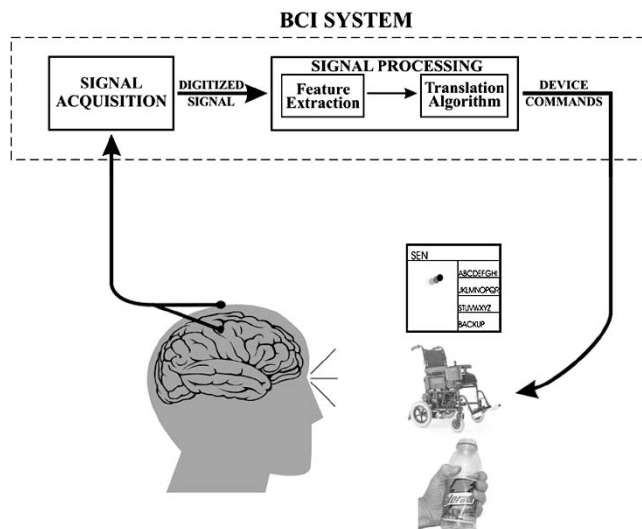 BCI SYSTEM
SIGNAL
ACQUISITION
DIGITIZED
SIGNAL
SIGNAL PROCESSING
Feature
Extraction
Translation
Algorithm
DEVICE
COMMANDS
SEN
ABCDEFGHI
JKLMNOPQR
STUVWXYZ
BACKUP